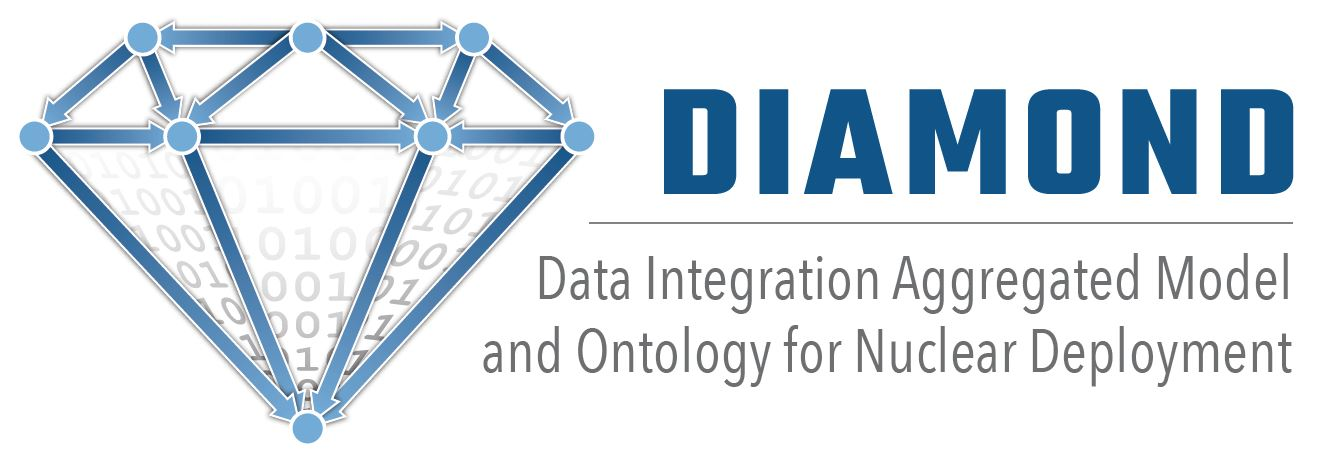 DIAMOND
Data Integration Aggregated Model
and Ontology for Nuclear Deployment